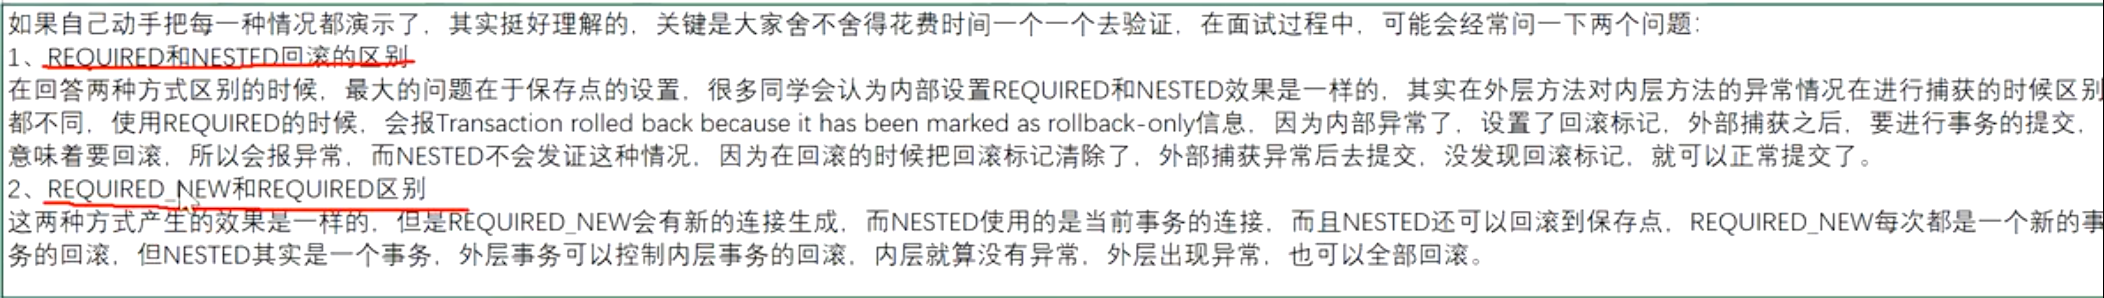 如果自己动手把每一种情况都演示了，其实挺好理解的，关键是大家舍不舍得花费时间一个一个去验证，在面试过程中，可能会经常问一下两个问题：
1、REQUIRED和NESTED回滚的区别
在回答两种方式区别的时候，最大的问题在于保存点的设置，很多同学会认为内部设置REQUIRED和NESTED效果是一样的，其实在外层方法对内层方法的异常情况在进行捕获的时候区别
都不同，使用REQUIRED的时候，会报Transaction rolled back because it has been marked as rollback-only信息，因为内部异常了，设置了回滚标记，外部捕获之后，要进行事务的提交，
意味着要回滚，所以会报异常，而NESTED不会发证这种情况，因为在回滚的时候把回滚标记清除了，外部捕获异常后去提交，没发现回滚标记，就可以正常提交了。
2、REQUIRED_NEW和REQUIRED区别
这两种方式产生的效果是一样的，但是REQUIRED_NEW会有新的连接生成，而NESTED使用的是当前事务的连接，而且NESTED还可以回滚到保存点，REQUIRED_NEW每次都是一个新的事
务的回滚，但NESTED其实是一个事务，外层事务可以控制内层事务的回滚，内层就算没有异常，外层出现异常，也可以全部回滚。